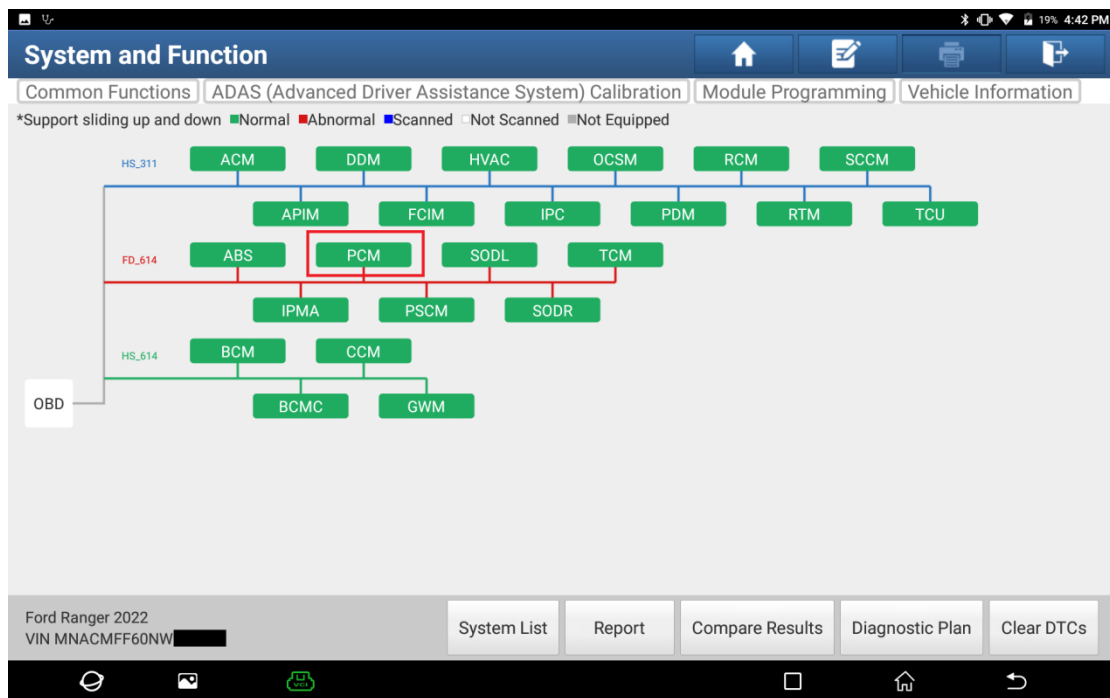 19% 4:42 PM
System and Function
Common Functions ADAS (Advanced Driver Assistance System) Calibration Module Programming Vehicle Information
*Support sliding up and down Normal Abnormal Scanned Not Scanned Not Equipped
HS_311 ACM DDM HVAC OCSM RCM SCCM
APIM FCIM IPC PDM RTM TCU
FD_614 ABS PCM SODL TCM
IPMA PSCM SODR
HS_614 BCM CCM
OBD BCMC GWM
Ford Ranger 2022
VIN MNACMFF60NW
System List Report Compare Results Diagnostic Plan Clear DTCs
VCI